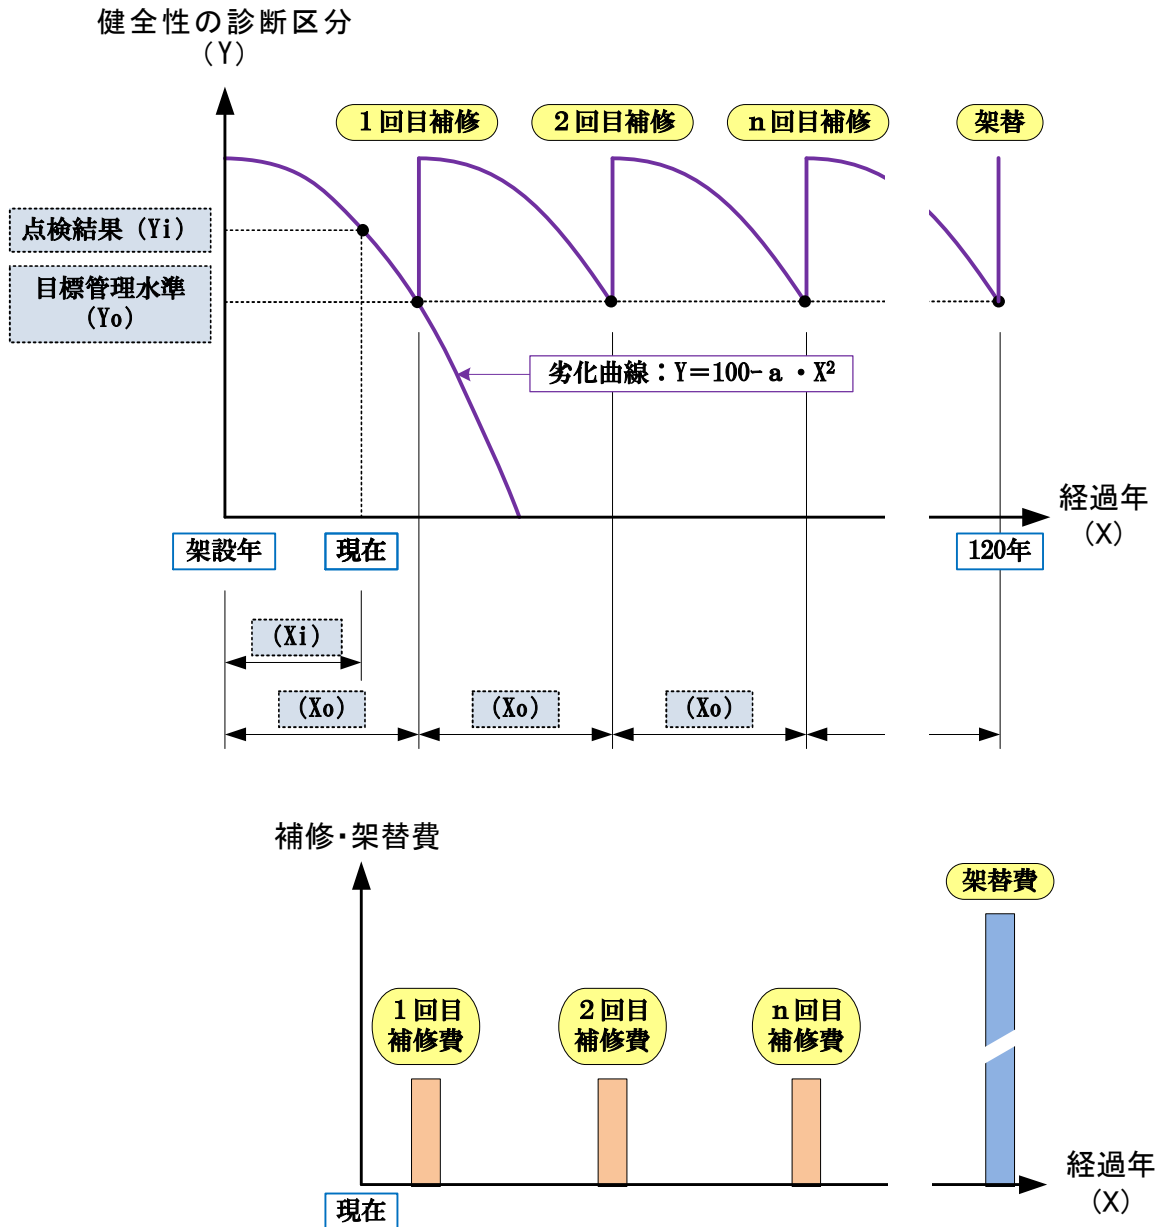 健全性の診断区分
(Y)
1回目補修
2回目補修
n回目補修
架替
点検結果(Yi)
目標管理水準
(Yo)
劣化曲線：Y＝100-a・X²
経過年
(X)
架設年
現在
120年
(Xi)
(Xo)
(Xo)
(Xo)
補修・架替費
架替費
1回目
補修費
2回目
補修費
n回目
補修費
経過年
(X)
現在